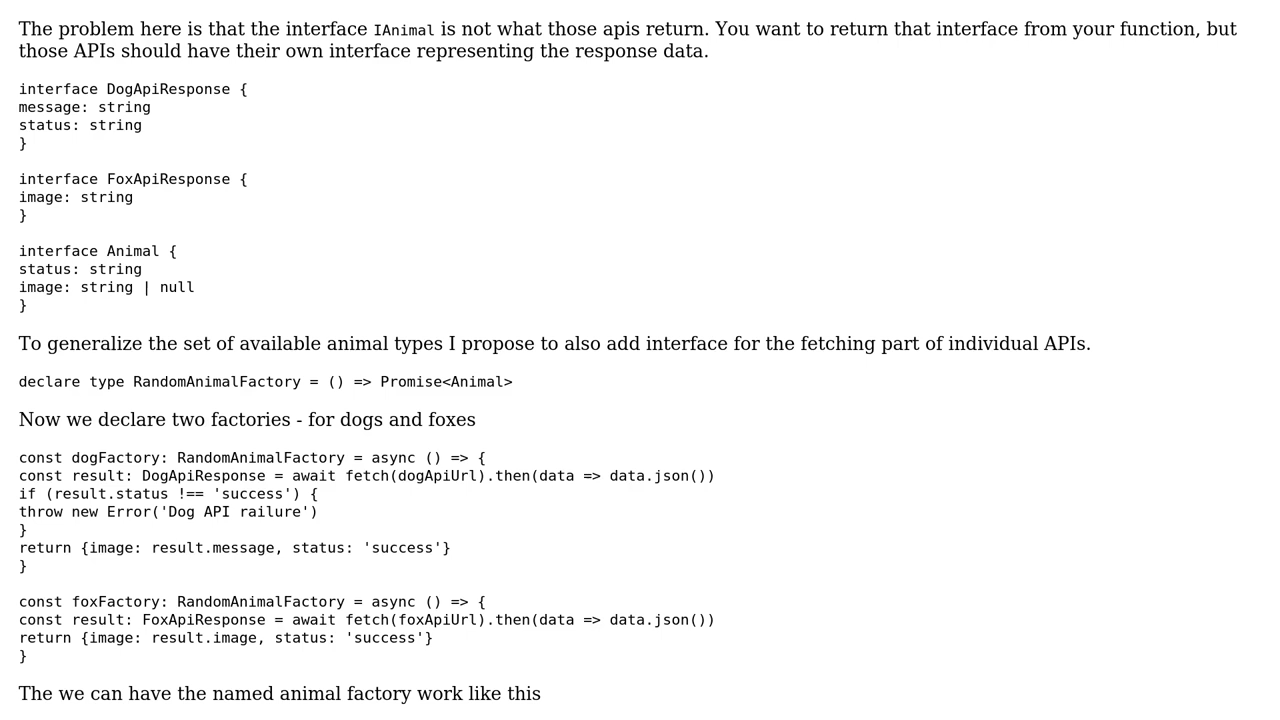 The problem here is that the interface IAnimal is not what those apis return. You want to return that interface from your function, but
those APIs should have their own interface representing the response data.
interface DogApiResponse {
message: string
status: string
}
interface FoxApiResponse {
image: string
}
interface Animal {
status: string
image: string | null
}
To generalize the set of available animal types I propose to also add interface for the fetching part of individual APIs.
declare type RandomAnimalFactory = () => Promise<Animal>
Now we declare two factories - for dogs and foxes
const dogFactory: RandomAnimalFactory = async () => {
const result: DogApiResponse = await fetch(dogApiUrl).then(data => data.json())
if (result.status !== 'success') {
throw new Error('Dog API railure')
}
return {image: result.message, status: 'success'}
}
const foxFactory: RandomAnimalFactory = async () => {
const result: FoxApiResponse = await fetch(foxApiUrl).then(data => data.json())
return {image: result.image, status: 'success'}
}
The we can have the named animal factory work like this